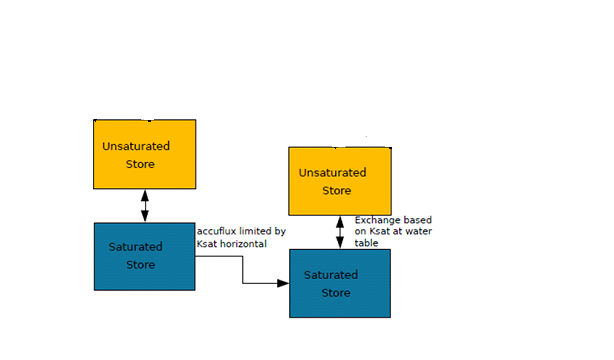 Unsaturated
Store
Unsaturated
Store
Exchange based
on Ksat at water
table
accuflux limited by
Ksat horizontal
Saturated
Store
Saturated
Store